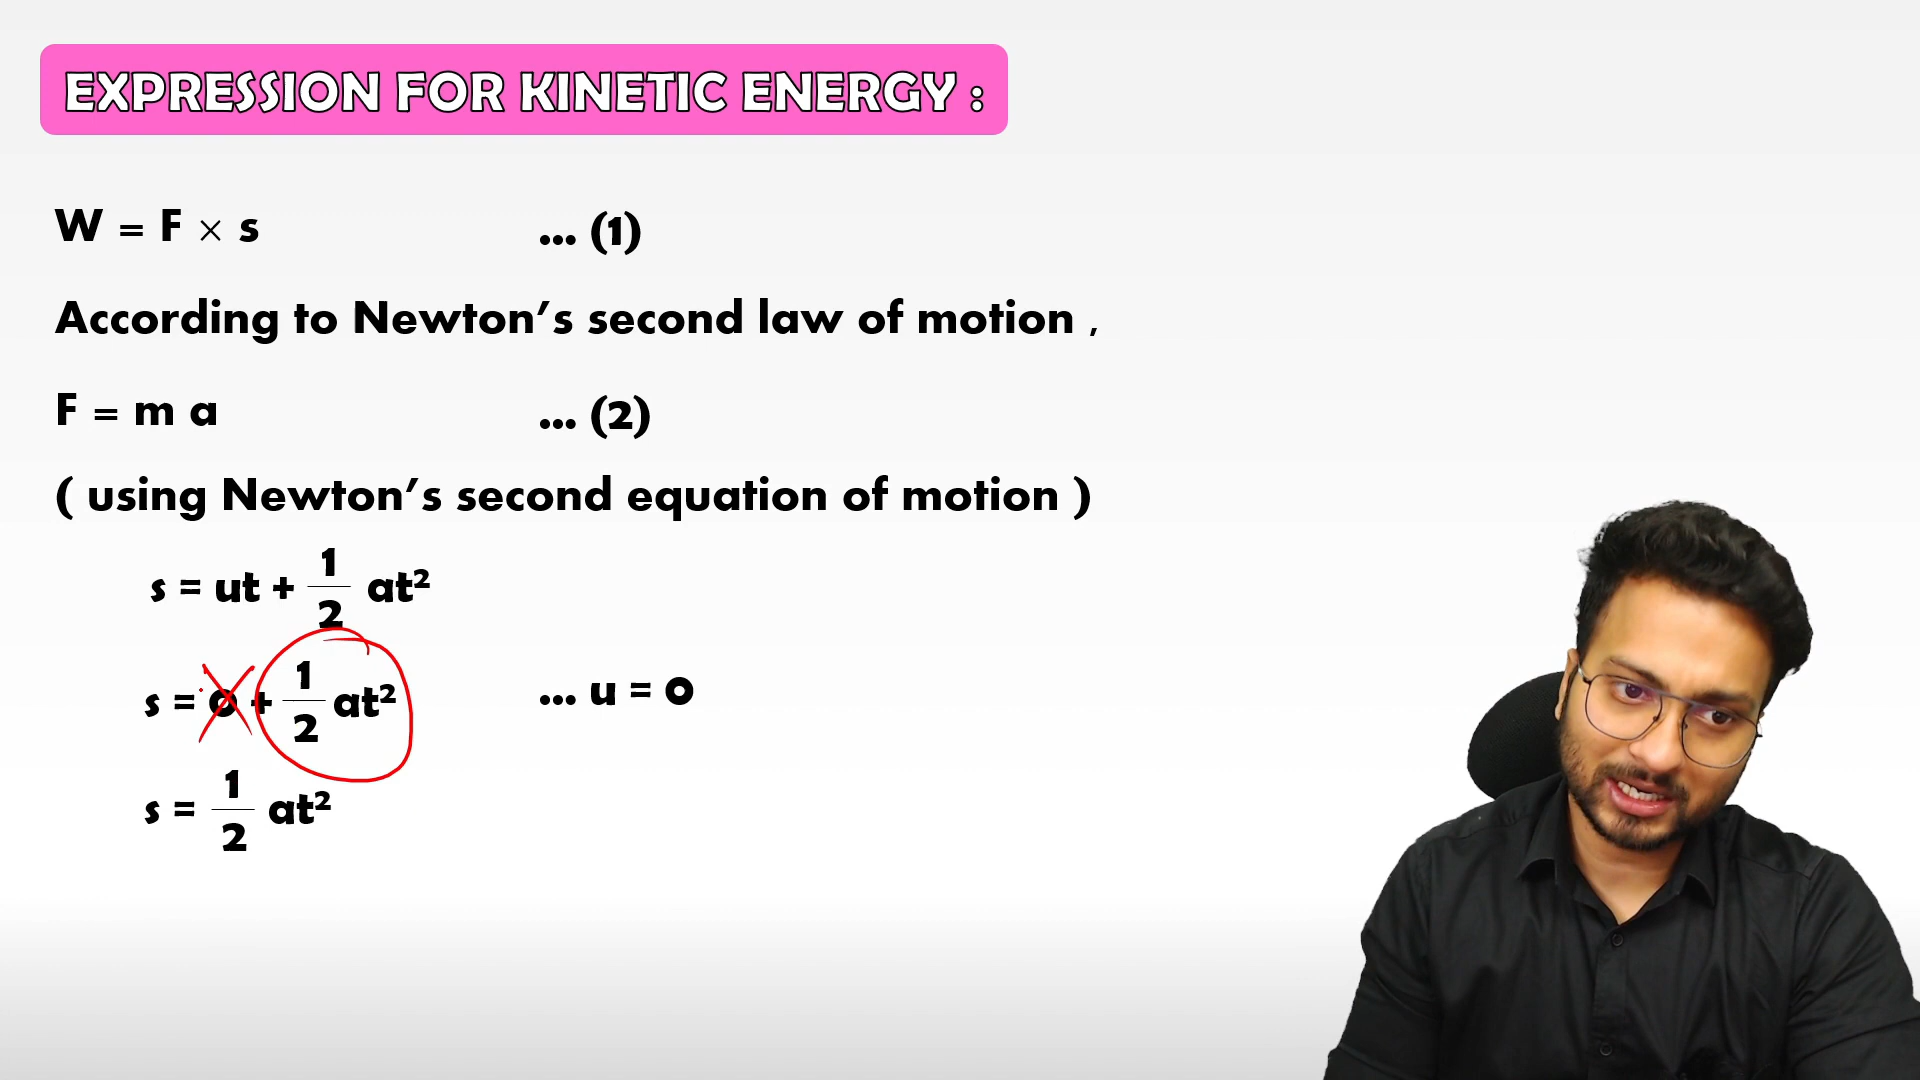 EXPRESSION FOR KINETIC ENERGY :
W = F × s ... (1)
According to Newton's second law of motion ,
F = m a ... (2)
( using Newton's second equation of motion )
s = ut + 1/2 at²
s = 0 + 1/2 at² ... u = 0
s = 1/2 at²